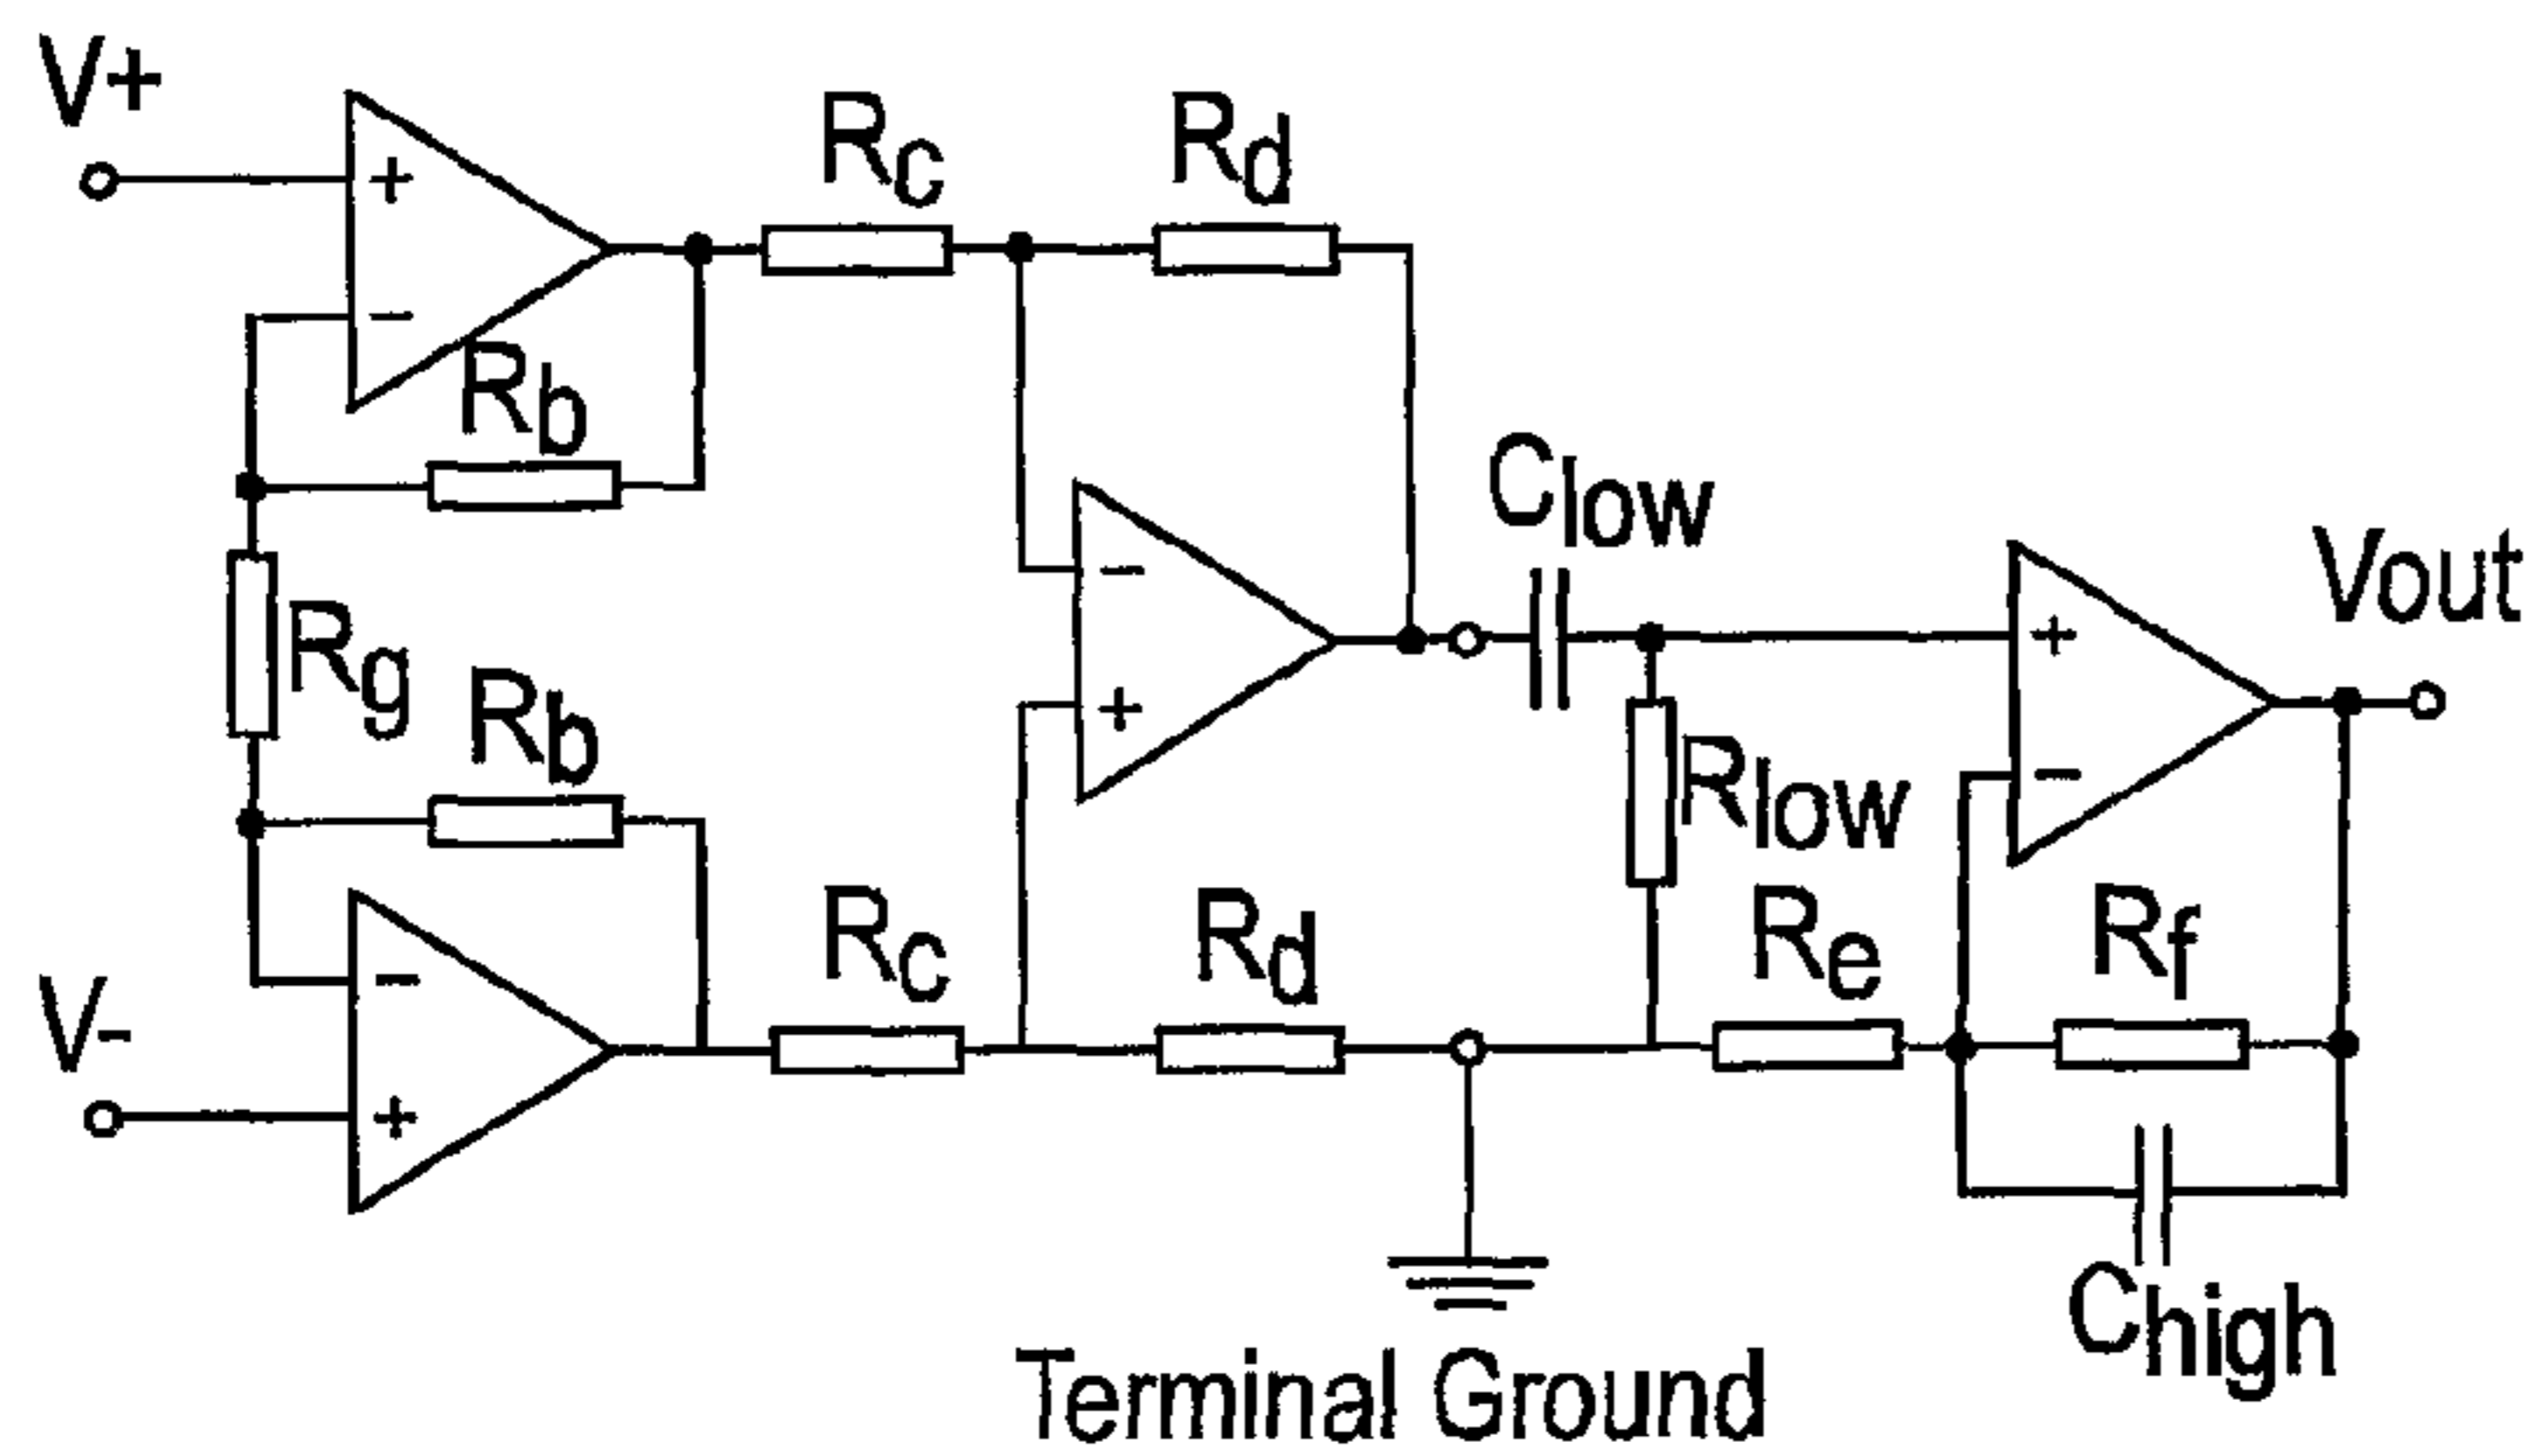 V+
Rc
Rd
Rb
Clow
Vout
Rg
Rb
Rlow
Rc
Rd
Re
Rf
V-
Chigh
Terminal Ground
+
-
-
+
-
+
+
-